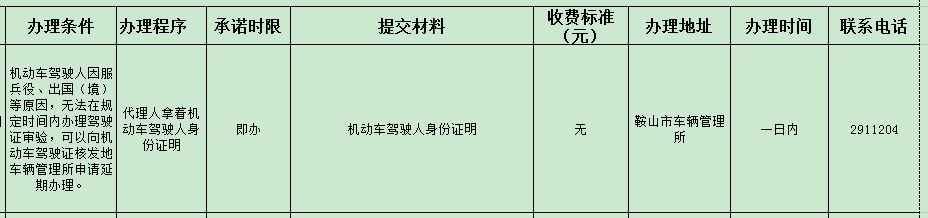 办理条件 办理程序 承诺时限 提交材料 收费标准 办理地址 办理时间 联系电话
（元）
机动车驾驶人因服
兵役、出国（境）
等原因，无法在规
定时间内办理驾驶
证审验，可以向机
动车驾驶证核发地
车辆管理所申请延
期办理。
代理人拿着机
动车驾驶人身
份证明
即办
机动车驾驶人身份证明
无
鞍山市车辆管理
所
一日内
2911204